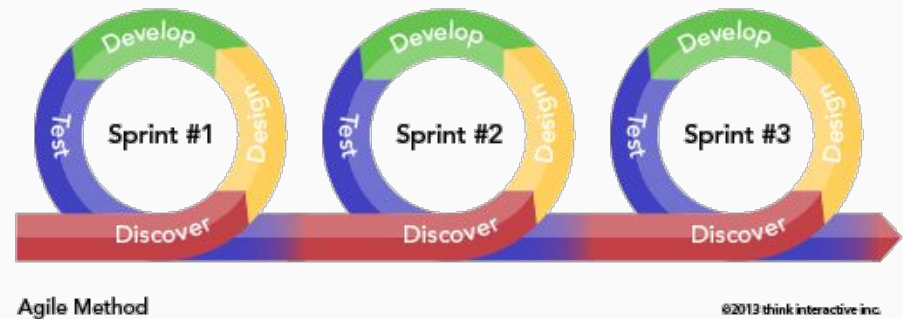 Develop
Test
Sprint #1
Design
Discover
Develop
Test
Sprint #2
Design
Discover
Develop
Test
Sprint #3
Design
Discover
Agile Method
©2013 think interactive inc.